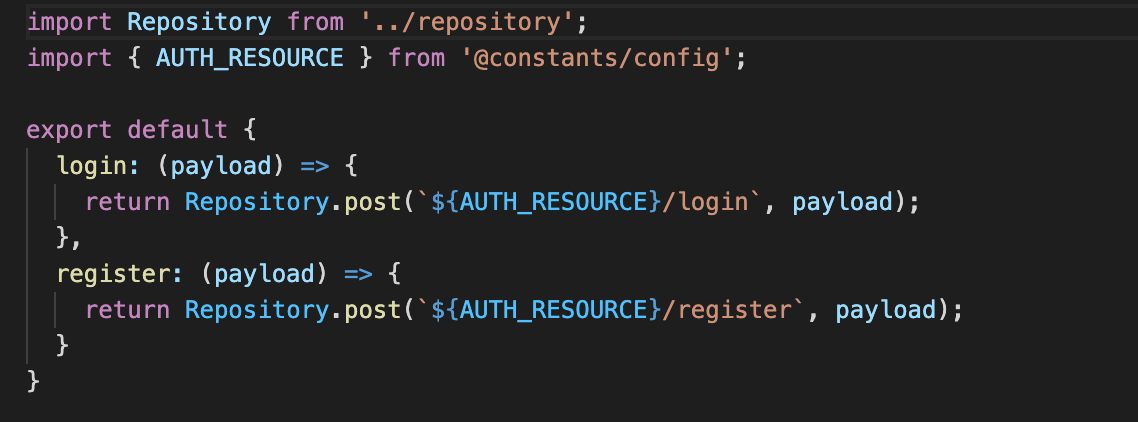 import Repository from '../repository';
import { AUTH_RESOURCE } from '@constants/config';
export default {
login: (payload) => {
return Repository.post(`${AUTH_RESOURCE}/login`, payload);
},
register: (payload) => {
return Repository.post(`${AUTH_RESOURCE}/register`, payload);
}
}